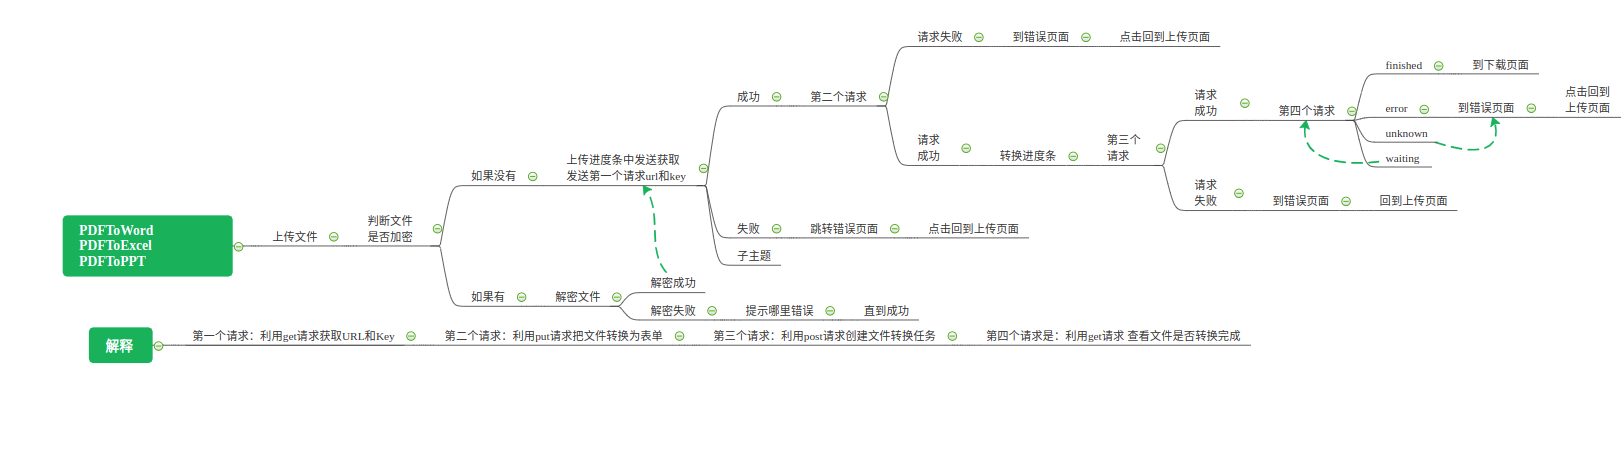 PDFToWord
PDFToExcel
PDFToPPT
上传文件
判断文件
是否加密
如果没有
上传进度条中发送获取
发送第一个请求url和key
成功
第二个请求
请求失败
到错误页面
点击回到上传页面
请求
成功
转换进度条
第三个
请求
请求
成功
第四个请求
finished
到下载页面
error
到错误页面
点击回到
上传页面
unknown
waiting
请求
失败
到错误页面
回到上传页面
失败
跳转错误页面
点击回到上传页面
子主题
如果有
解密文件
解密成功
解密失败
提示哪里错误
直到成功
解释
第一个请求：利用get请求获取URL和Key
第二个请求：利用put请求把文件转换为表单
第三个请求：利用post请求创建文件转换任务
第四个请求是：利用get请求 查看文件是否转换完成